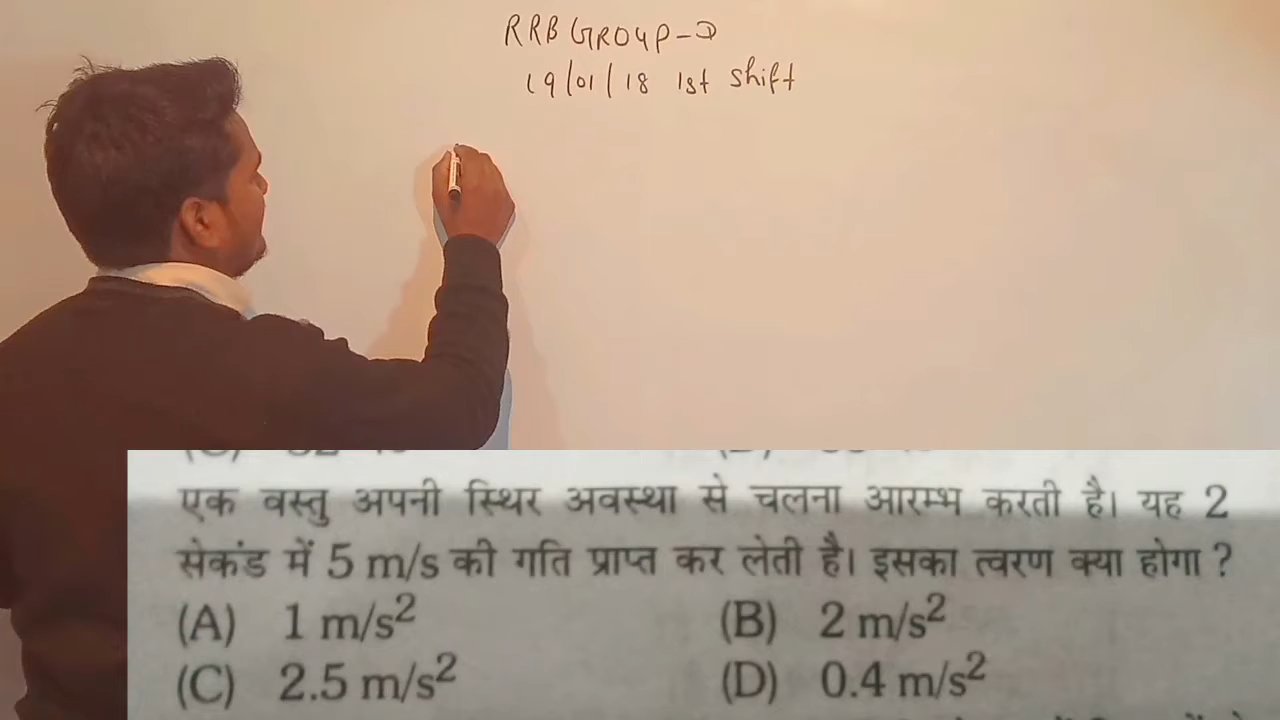 RRB GROUP-D
19/01/18 1st shift
एक वस्तु अपनी स्थिर अवस्था से चलना आरम्भ करती है। यह 2
सेकंड में 5 m/s की गति प्राप्त कर लेती है। इसका त्वरण क्या होगा ?
(A) 1 m/s² (B) 2 m/s²
(C) 2.5 m/s² (D) 0.4 m/s²